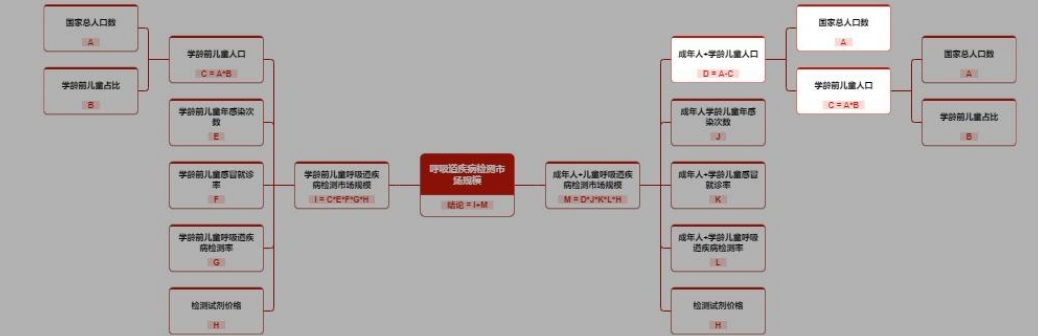 国家总人口数
A
学龄前儿童占比
B
学龄前儿童人口
C = A*B
学龄前儿童年感染次
数
E
学龄前儿童感冒就诊
率
F
学龄前儿童呼吸道疾
病检测率
G
检测试剂价格
H
学龄前儿童呼吸道疾
病检测市场规模
I = C*E*F*G*H
呼吸道疾病检测市
场规模
结论 = I+M
成年人+儿童呼吸道疾
病检测市场规模
M = D*J*K*L*H
成年人+学龄儿童人口
D = A-C
成年人学龄儿童年感
染次数
J
成年人+学龄儿童感冒
就诊率
K
成年人+学龄儿童呼吸
道疾病检测率
L
检测试剂价格
H
国家总人口数
A
学龄前儿童人口
C = A*B
国家总人口数
A
学龄前儿童占比
B